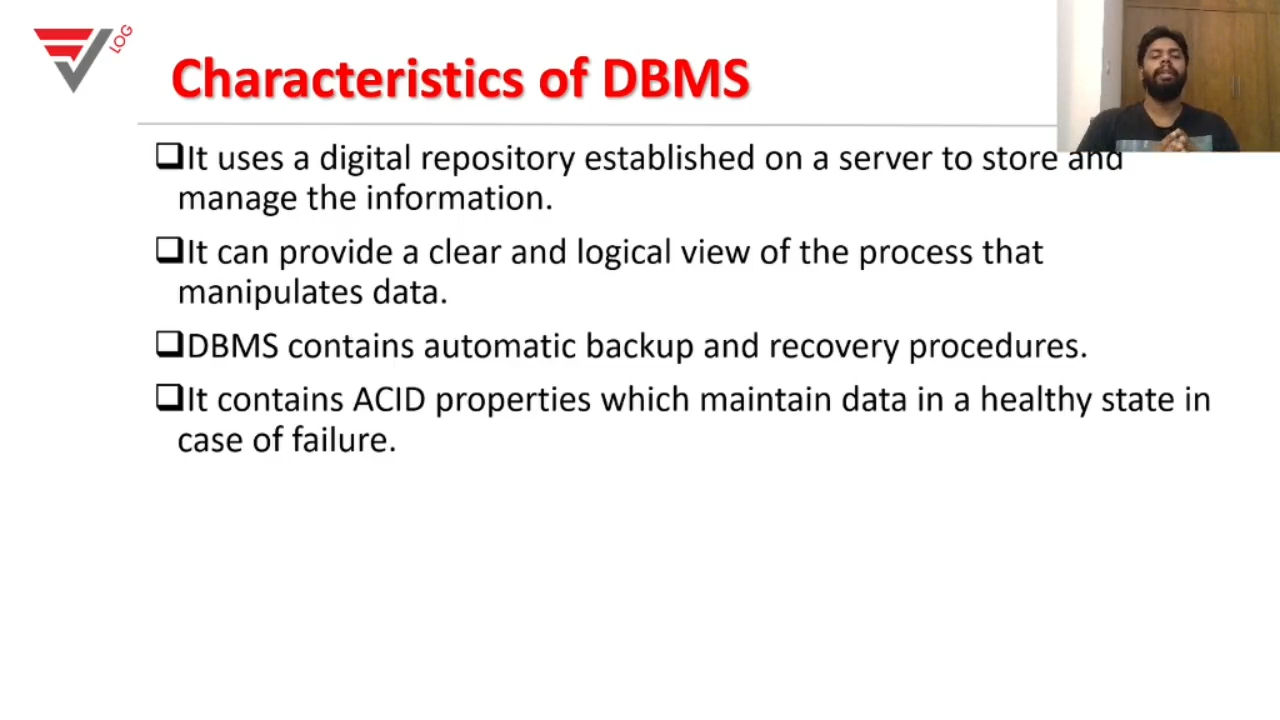 LOG
Characteristics of DBMS
It uses a digital repository established on a server to store and
manage the information.
It can provide a clear and logical view of the process that
manipulates data.
DBMS contains automatic backup and recovery procedures.
It contains ACID properties which maintain data in a healthy state in
case of failure.